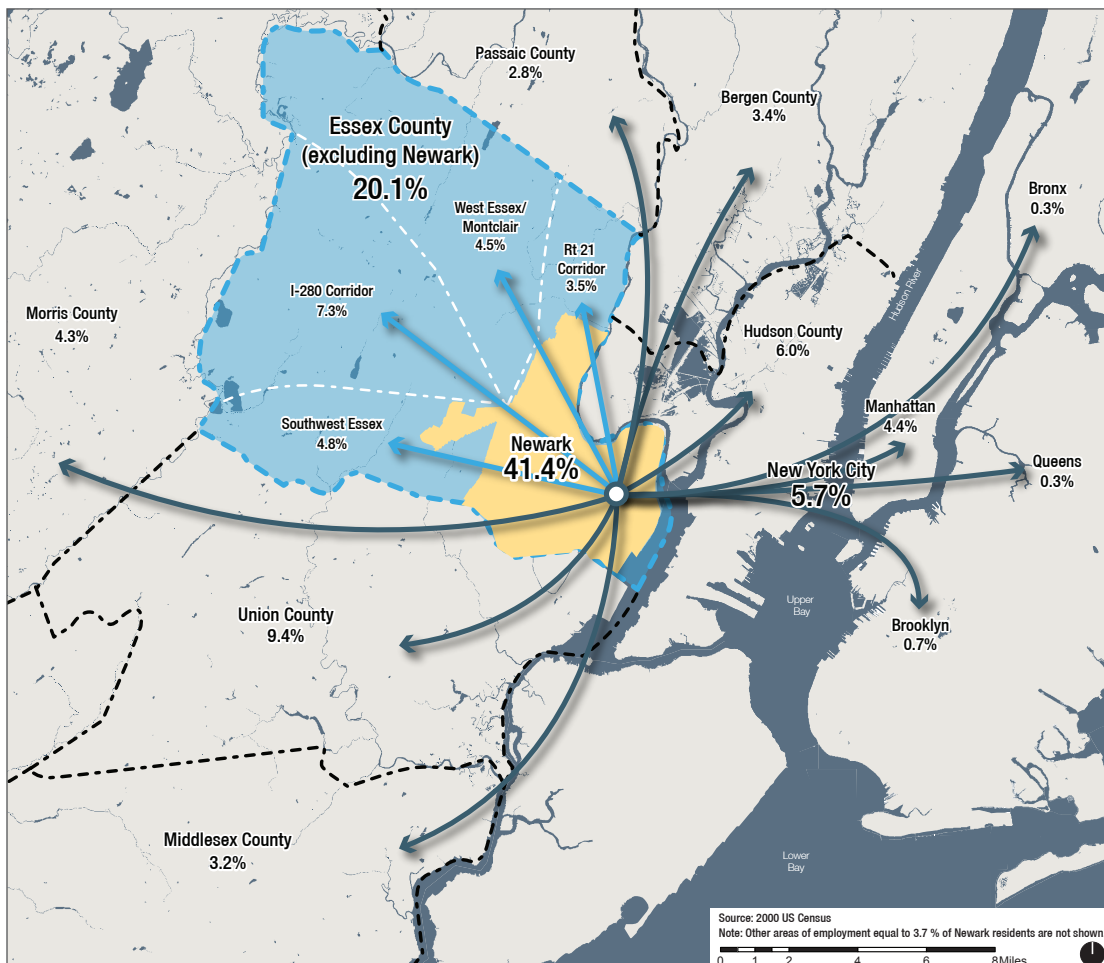 Passaic County
2.8%
Bergen County
3.4%
Essex County
(excluding Newark)
20.1%
Bronx
0.3%
West Essex/
Montclair
4.5%
Rt 21
Corridor
3.5%
I-280 Corridor
7.3%
Hudson River
Morris County
4.3%
Hudson County
6.0%
Manhattan
4.4%
Southwest Essex
4.8%
Newark
41.4%
New York City
5.7%
Queens
0.3%
Union County
9.4%
Upper
Bay
Brooklyn
0.7%
Middlesex County
3.2%
Lower
Bay
Source: 2000 US Census
Note: Other areas of employment equal to 3.7 % of Newark residents are not shown
0 1 2 4 6 8Miles